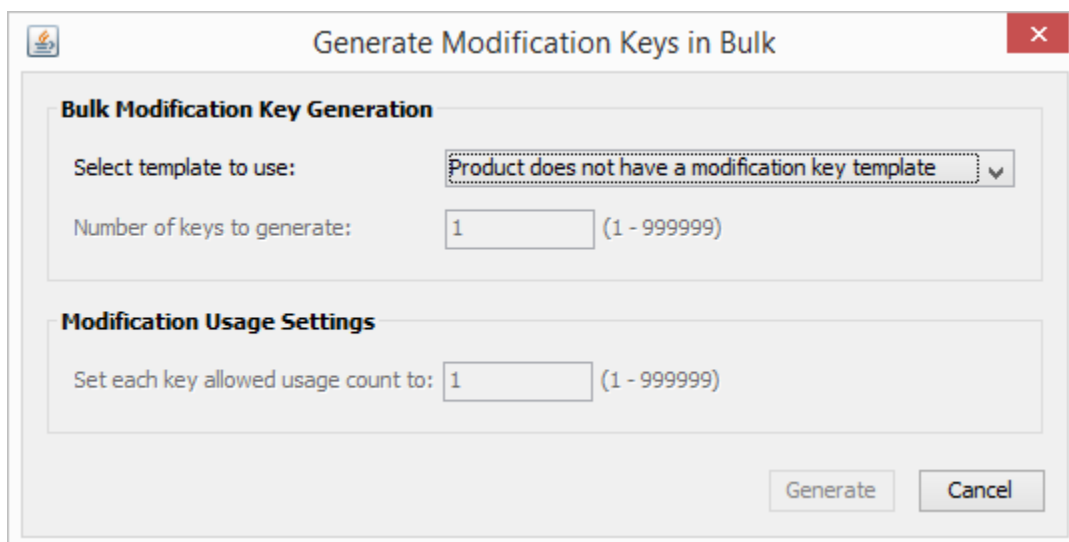 Generate Modification Keys in Bulk
Bulk Modification Key Generation
Select template to use: Product does not have a modification key template
Number of keys to generate: 1 (1 - 999999)
Modification Usage Settings
Set each key allowed usage count to: 1 (1 - 999999)
Generate Cancel